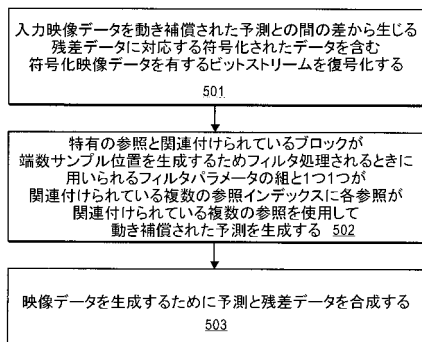 入力映像データを動き補償された予測との間の差から生じる
残差データに対応する符号化されたデータを含む
符号化映像データを有するビットストリームを復号化する
501
特有の参照と関連付けられているブロックが
端数サンプル位置を生成するためフィルタ処理されるときに
用いられるフィルタパラメータの組と1つ1つが
関連付けられている複数の参照インデックスに各参照が
関連付けられている複数の参照を使用して
動き補償された予測を生成する 502
映像データを生成するために予測と残差データを合成する
503